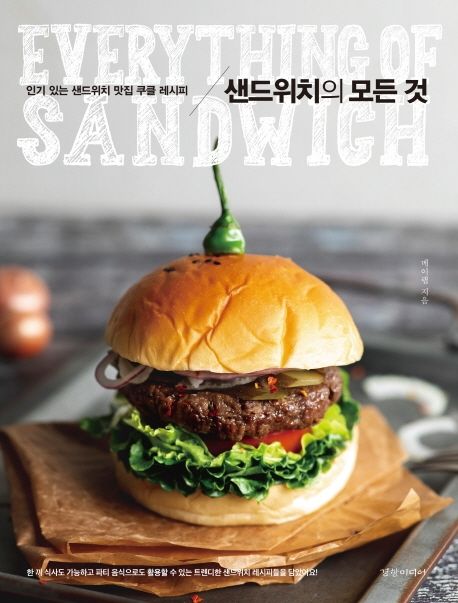 EVERYTHING OF
인기 있는 샌드위치 맛집 쿠클 레시피
샌드위치의 모든 것
SANDWICH
메이랩 지음
한 끼 식사도 가능하고 파티 음식으로도 활용할 수 있는 트렌디한 샌드위치 레시피들을 담았어요!
경향미디어